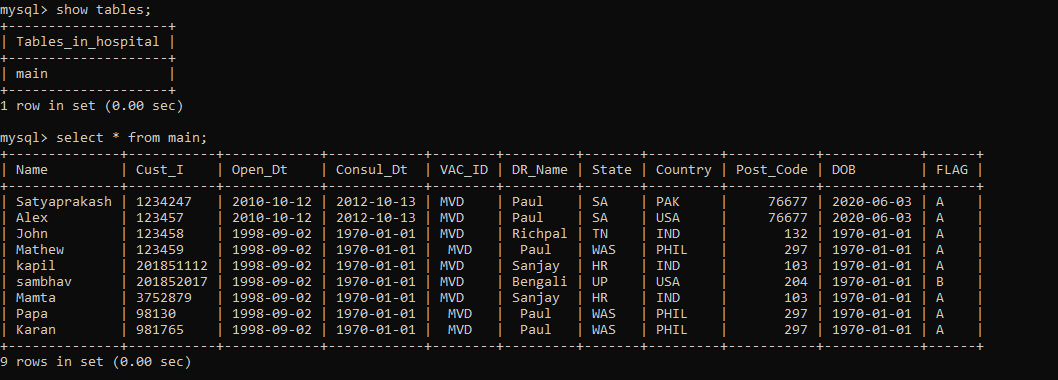 mysql> show tables;
+--------------------+
| Tables_in_hospital |
+--------------------+
| main               |
+--------------------+
1 row in set (0.00 sec)
mysql> select * from main;
+--------------+-----------+------------+------------+--------+---------+-------+---------+-----------+------------+------+
| Name         | Cust_I    | Open_Dt    | Consul_Dt  | VAC_ID | DR_Name | State | Country | Post_Code | DOB        | FLAG |
+--------------+-----------+------------+------------+--------+---------+-------+---------+-----------+------------+------+
| Satyaprakash | 1234247   | 2010-10-12 | 2012-10-13 | MVD    | Paul    | SA    | PAK     |     76677 | 2020-06-03 | A    |
| Alex         | 123457    | 2010-10-12 | 2012-10-13 | MVD    | Paul    | SA    | USA     |     76677 | 2020-06-03 | A    |
| John         | 123458    | 1998-09-02 | 1970-01-01 | MVD    | Richpal | TN    | IND     |       132 | 1970-01-01 | A    |
| Mathew       | 123459    | 1998-09-02 | 1970-01-01 |  MVD   |  Paul   | WAS   | PHIL    |       297 | 1970-01-01 | A    |
| kapil        | 201851112 | 1998-09-02 | 1970-01-01 | MVD    | Sanjay  | HR    | IND     |       103 | 1970-01-01 | A    |
| sambhav      | 201852017 | 1998-09-02 | 1970-01-01 | MVD    | Bengali | UP    | USA     |       204 | 1970-01-01 | B    |
| Mamta        | 3752879   | 1998-09-02 | 1970-01-01 | MVD    | Sanjay  | HR    | IND     |       103 | 1970-01-01 | A    |
| Papa         | 98130     | 1998-09-02 | 1970-01-01 |  MVD   |  Paul   | WAS   | PHIL    |       297 | 1970-01-01 | A    |
| Karan        | 981765    | 1998-09-02 | 1970-01-01 |  MVD   |  Paul   | WAS   | PHIL    |       297 | 1970-01-01 | A    |
+--------------+-----------+------------+------------+--------+---------+-------+---------+-----------+------------+------+
9 rows in set (0.00 sec)